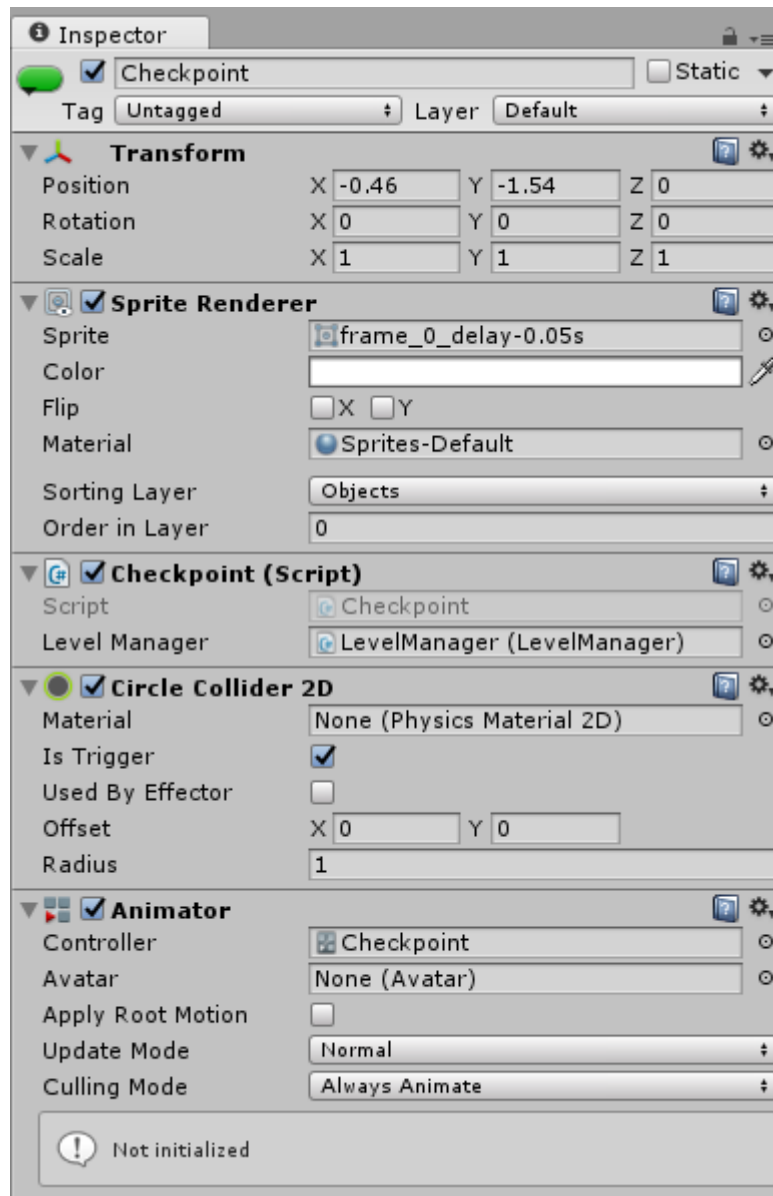 Inspector
Checkpoint Static
Tag Untagged Layer Default
Transform
Position X -0.46 Y -1.54 Z 0
Rotation X 0 Y 0 Z 0
Scale X 1 Y 1 Z 1
Sprite Renderer
Sprite frame_0_delay-0.05s
Color
Flip X Y
Material Sprites-Default
Sorting Layer Objects
Order in Layer 0
Checkpoint (Script)
Script Checkpoint
Level Manager LevelManager (LevelManager)
Circle Collider 2D
Material None (Physics Material 2D)
Is Trigger
Used By Effector
Offset X 0 Y 0
Radius 1
Animator
Controller Checkpoint
Avatar None (Avatar)
Apply Root Motion
Update Mode Normal
Culling Mode Always Animate
Not initialized